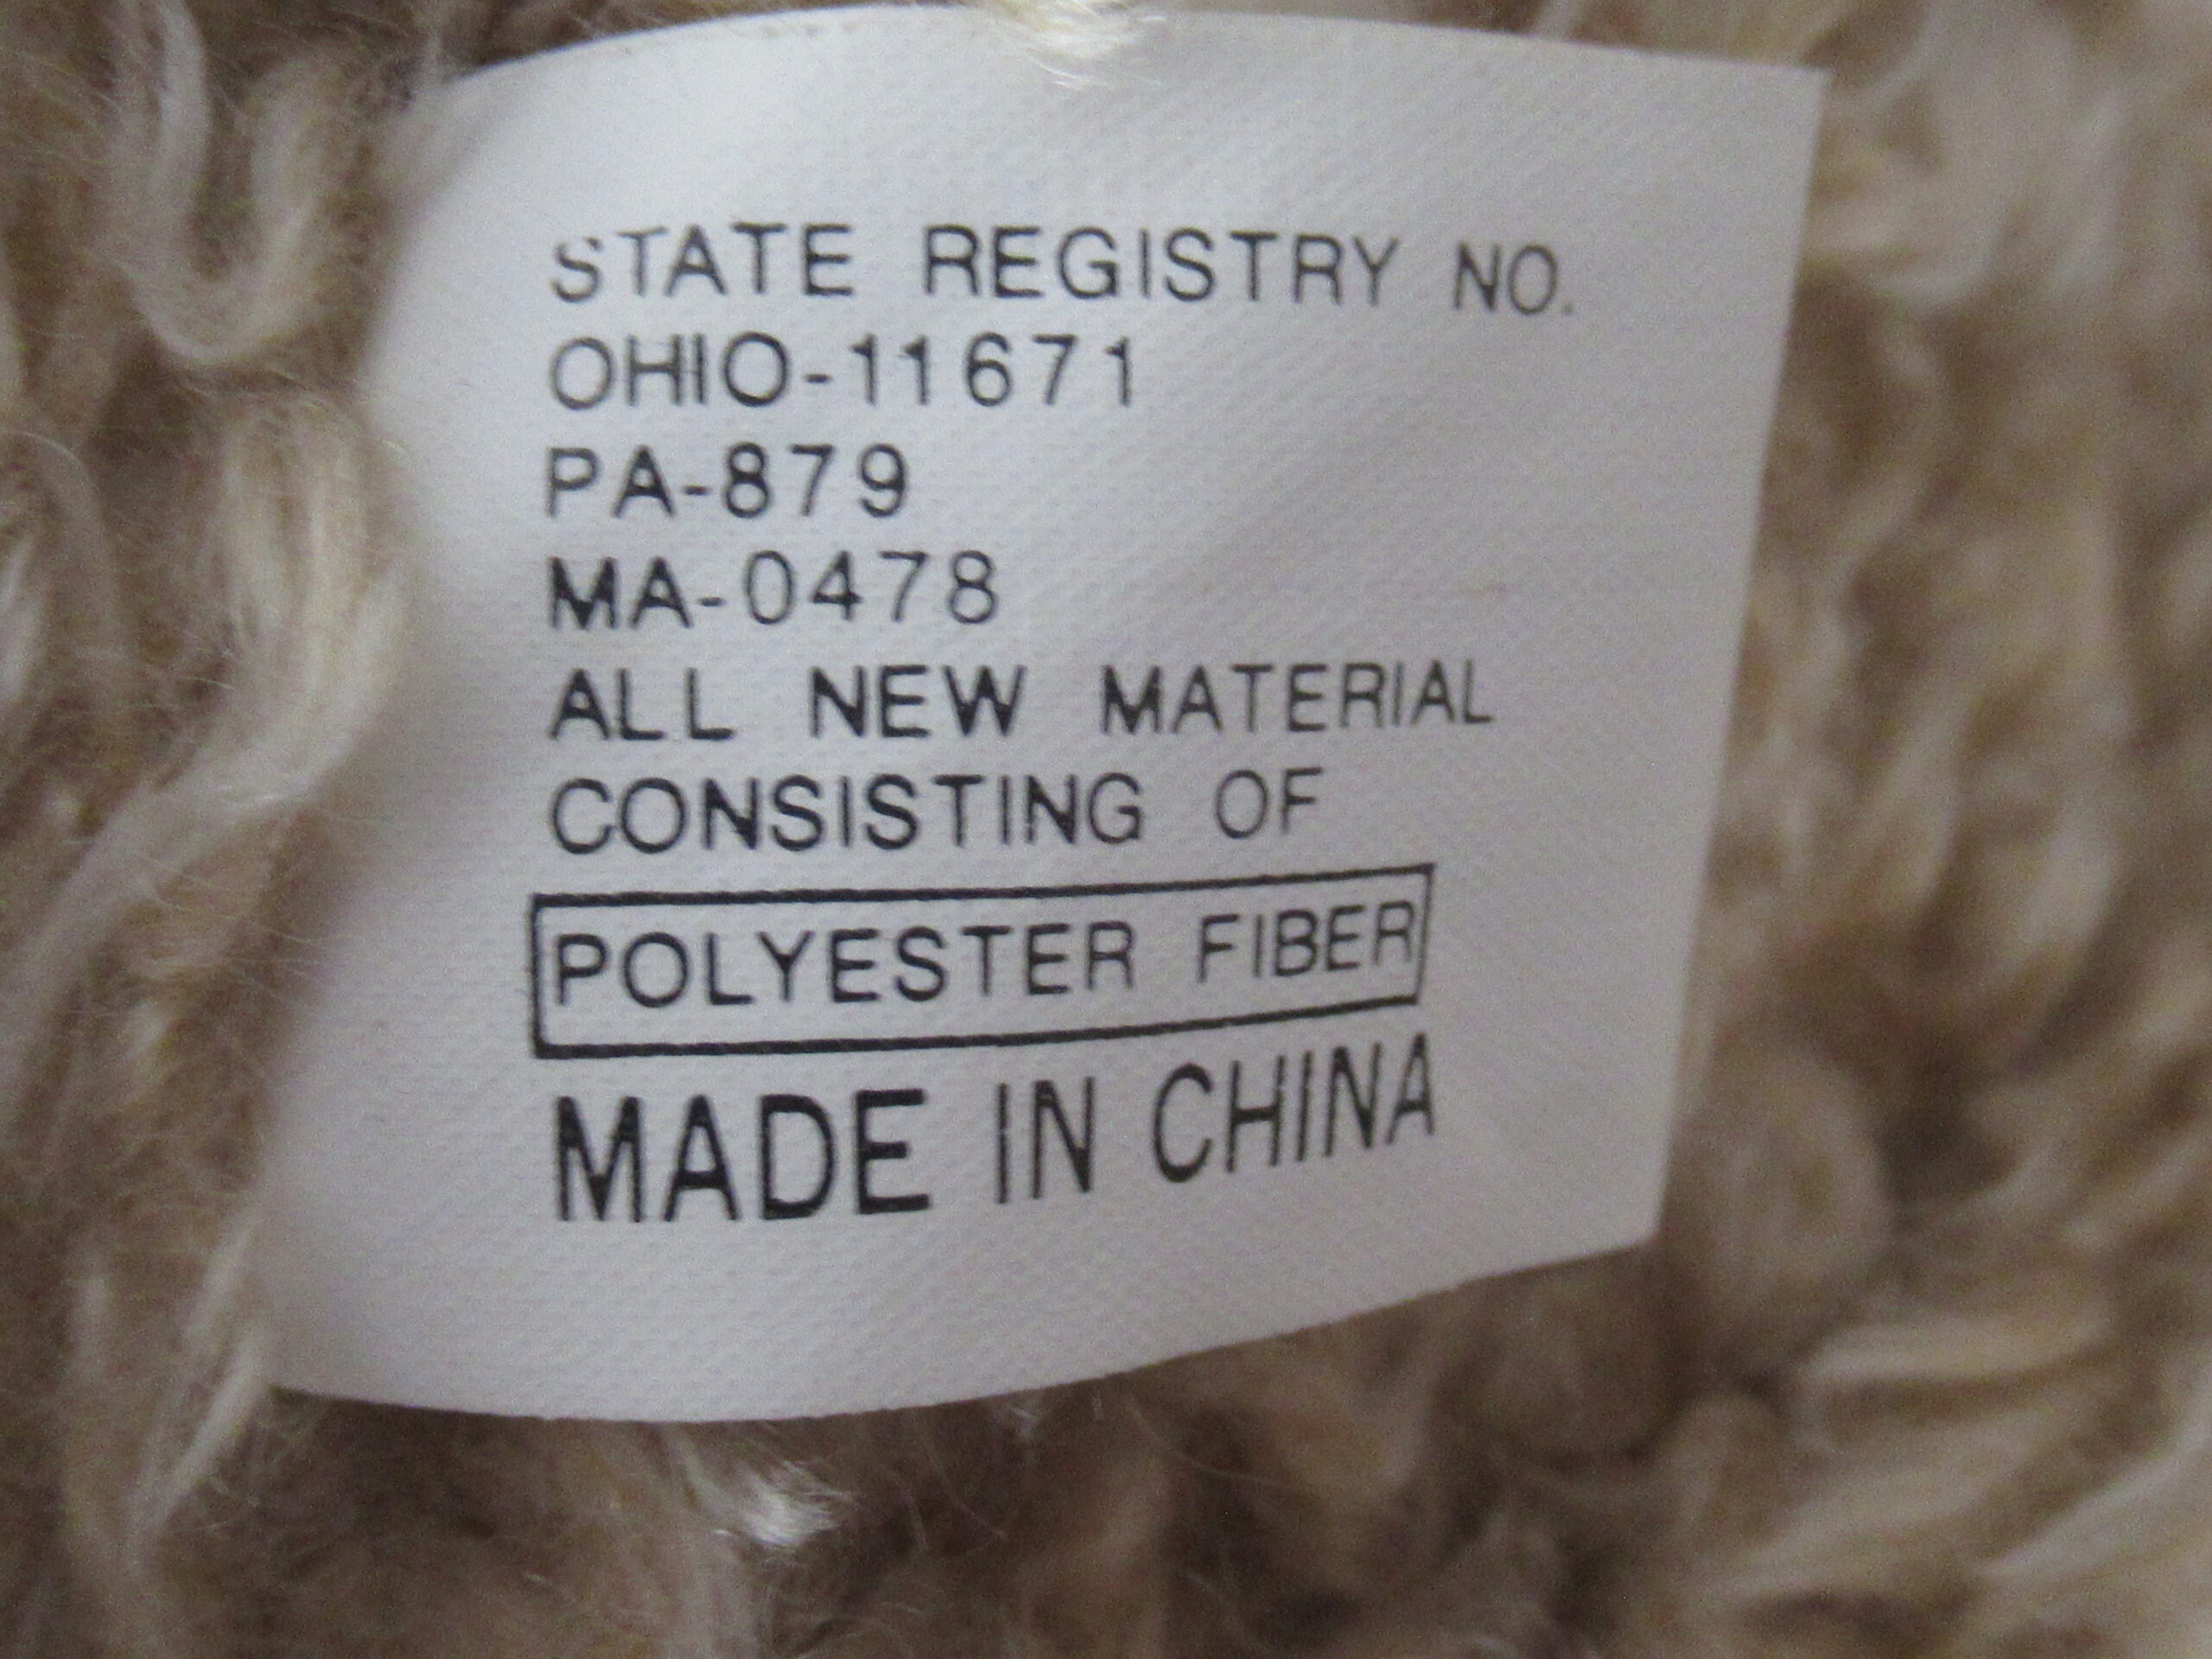 STATE REGISTRY NO.
OHIO-11671
PA-879
MA-0478
ALL NEW MATERIAL
CONSISTING OF
POLYESTER FIBER
MADE IN CHINA